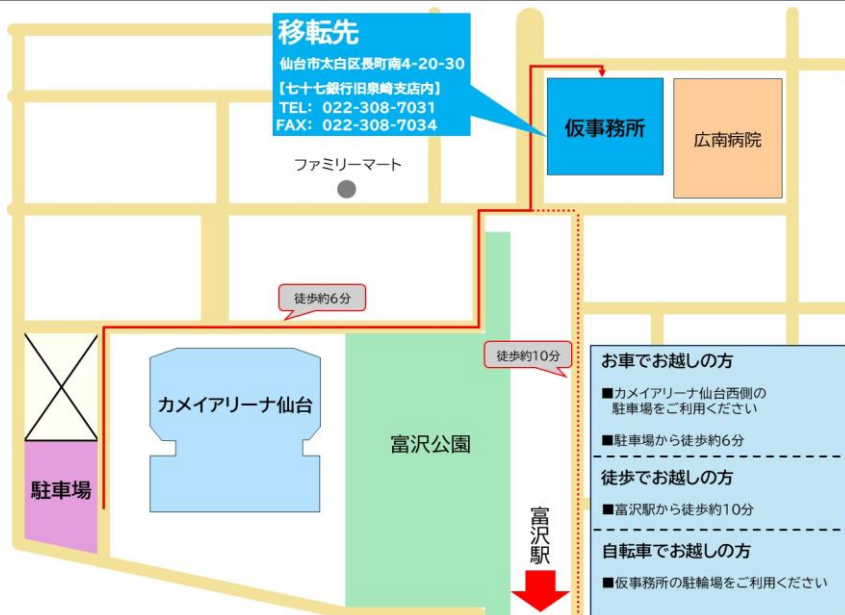 移転先
仙台市太白区長町南4-20-30
【七十七銀行旧泉崎支店内】
TEL: 022-308-7031
FAX: 022-308-7034
仮事務所
広南病院
ファミリーマート
徒歩約6分
徒歩約10分
カメイアリーナ仙台
富沢公園
駐車場
富沢駅
お車でお越しの方
■カメイアリーナ仙台西側の
駐車場をご利用ください
■駐車場から徒歩約6分
徒歩でお越しの方
■富沢駅から徒歩約10分
自転車でお越しの方
■仮事務所の駐輪場をご利用ください